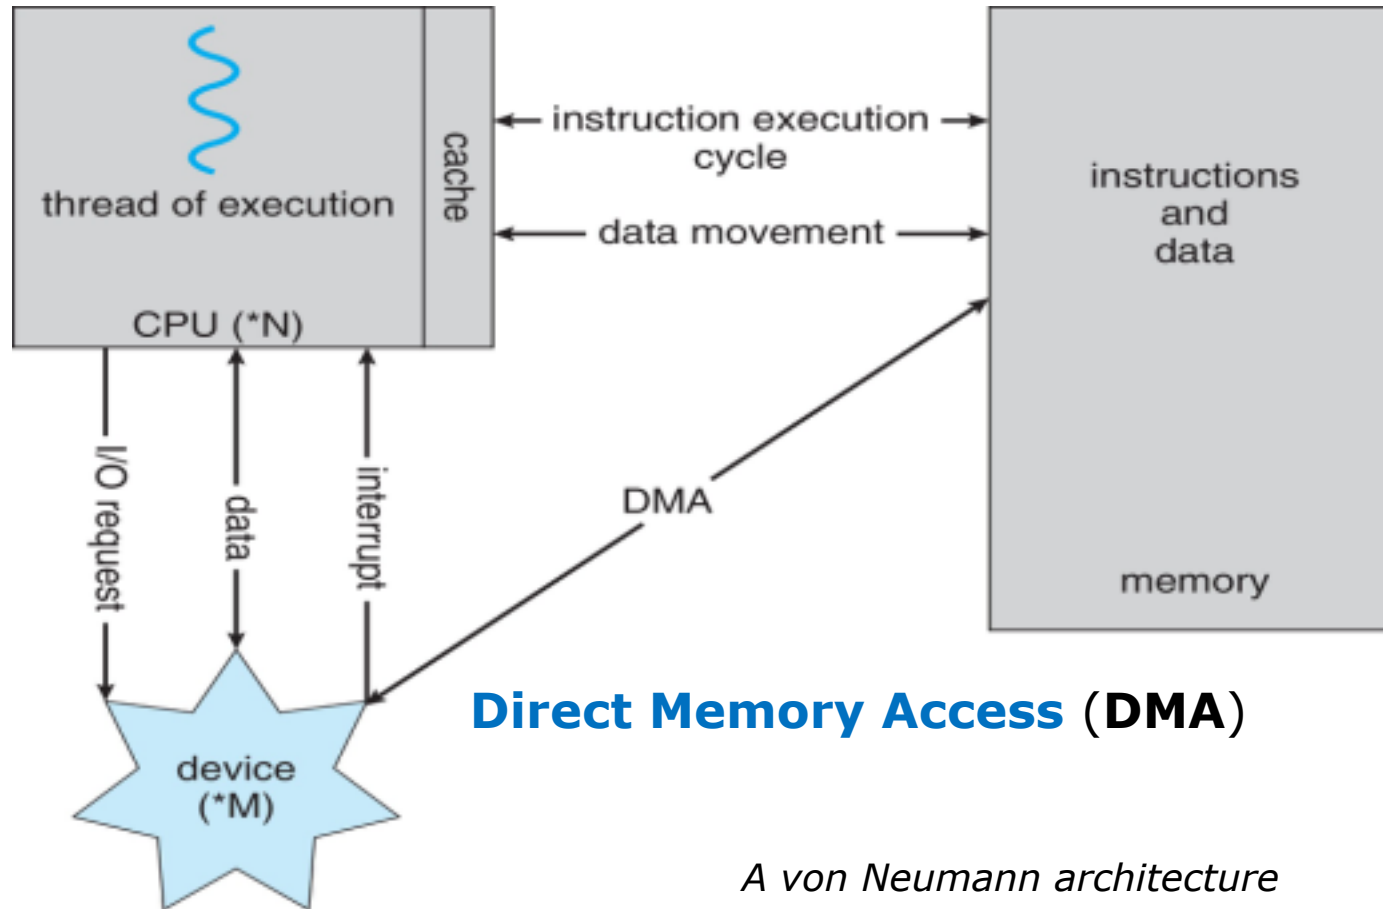 thread of execution
CPU (*N)
cache
instruction execution
cycle
data movement
instructions
and
data
memory
I/O request
data
interrupt
DMA
Direct Memory Access (DMA)
device
(*M)
A von Neumann architecture